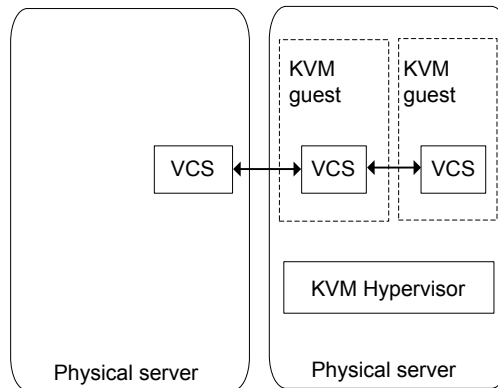 KVM
guest
KVM
guest
VCS
VCS
VCS
KVM Hypervisor
Physical server
Physical server